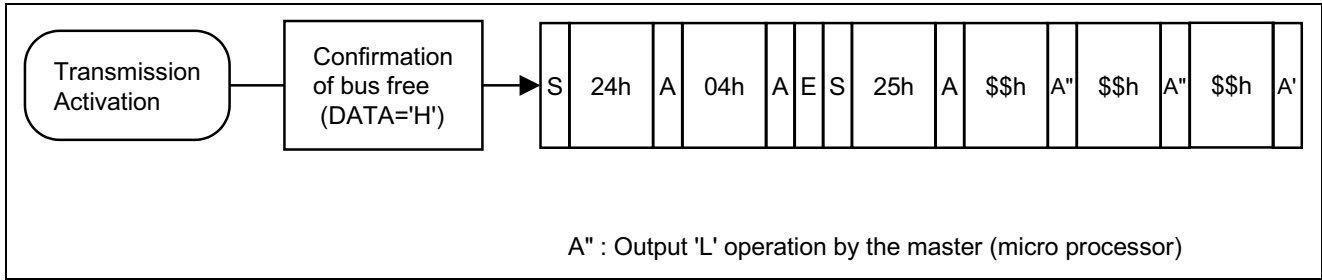 Transmission
Activation
Confirmation
of bus free
(DATA='H')
S 24h A 04h A E S 25h A $$h A" $$h A" $$h A'
A" : Output 'L' operation by the master (micro processor)